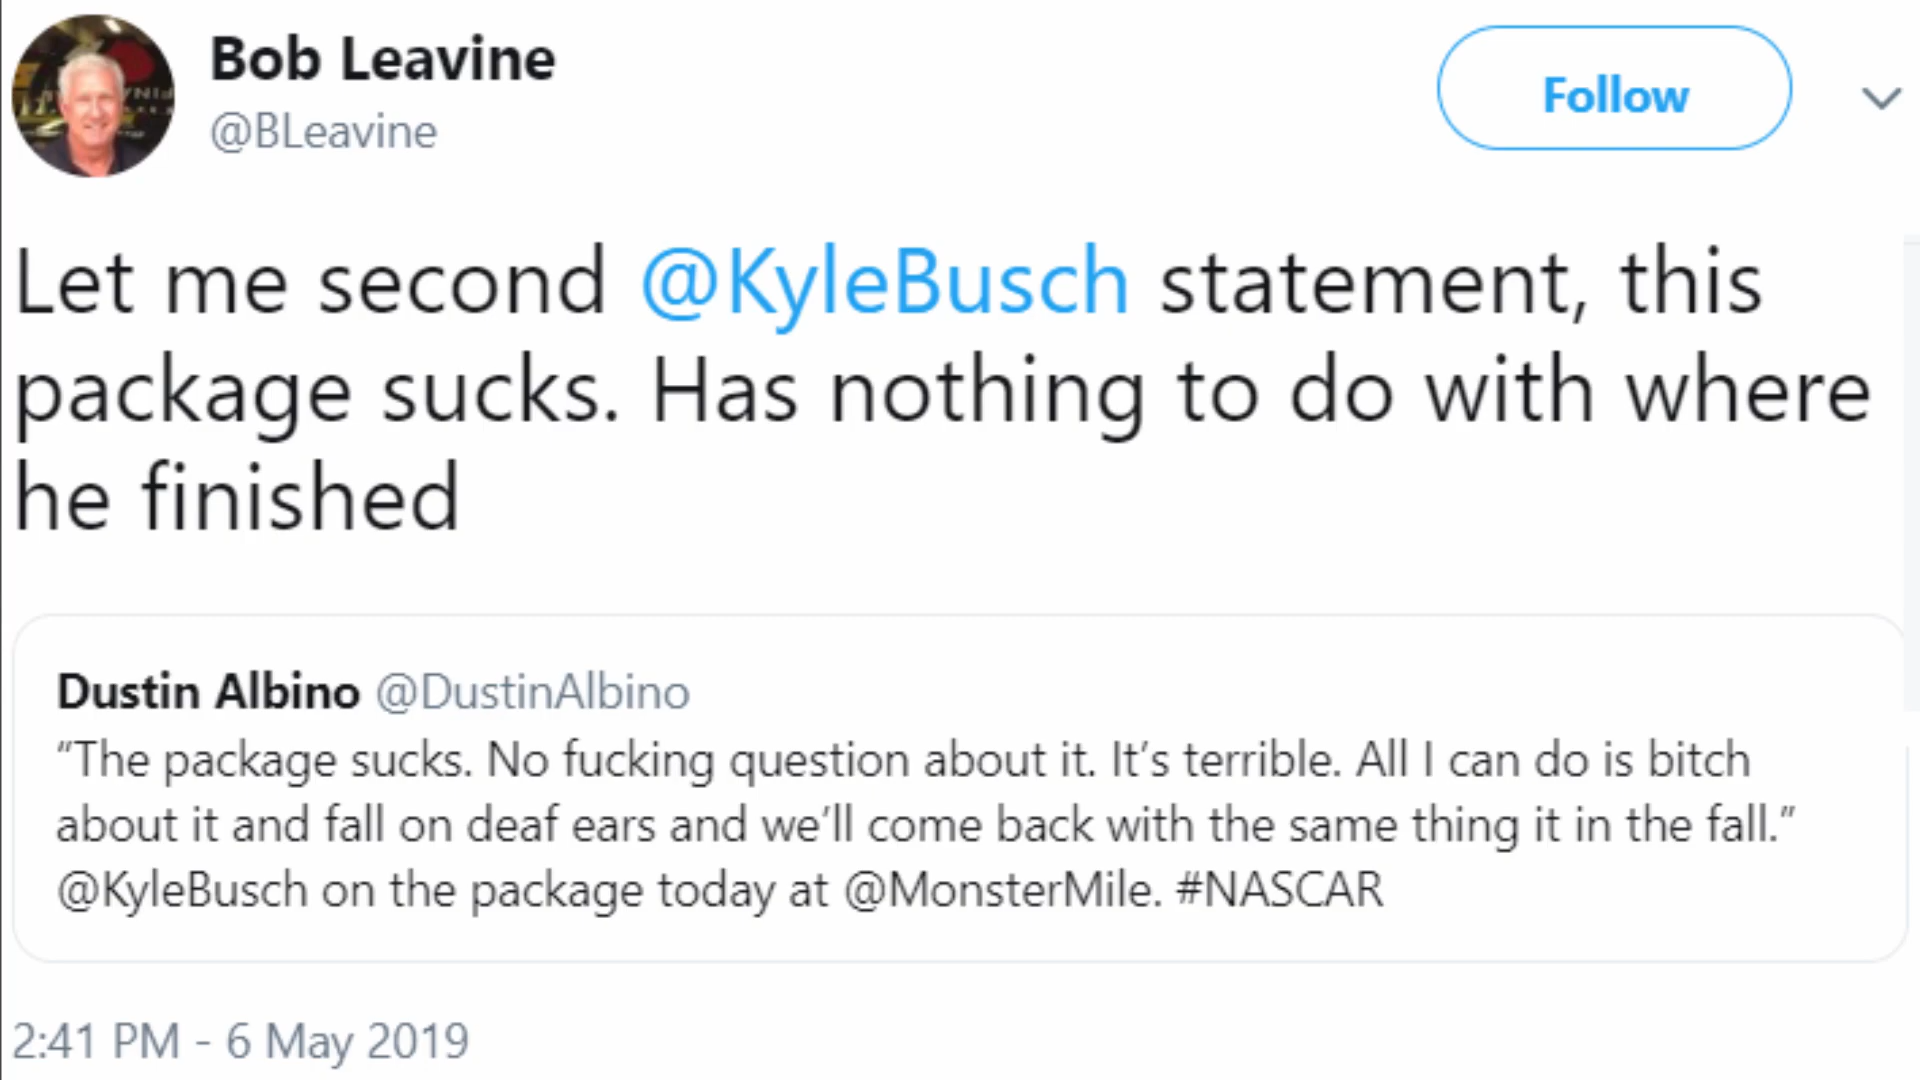 Bob Leavine
@BLeavine
Follow
Let me second @KyleBusch statement, this
package sucks. Has nothing to do with where
he finished
Dustin Albino @DustinAlbino
“The package sucks. No fucking question about it. It’s terrible. All I can do is bitch
about it and fall on deaf ears and we’ll come back with the same thing it in the fall.”
@KyleBusch on the package today at @MonsterMile. #NASCAR
2:41 PM - 6 May 2019